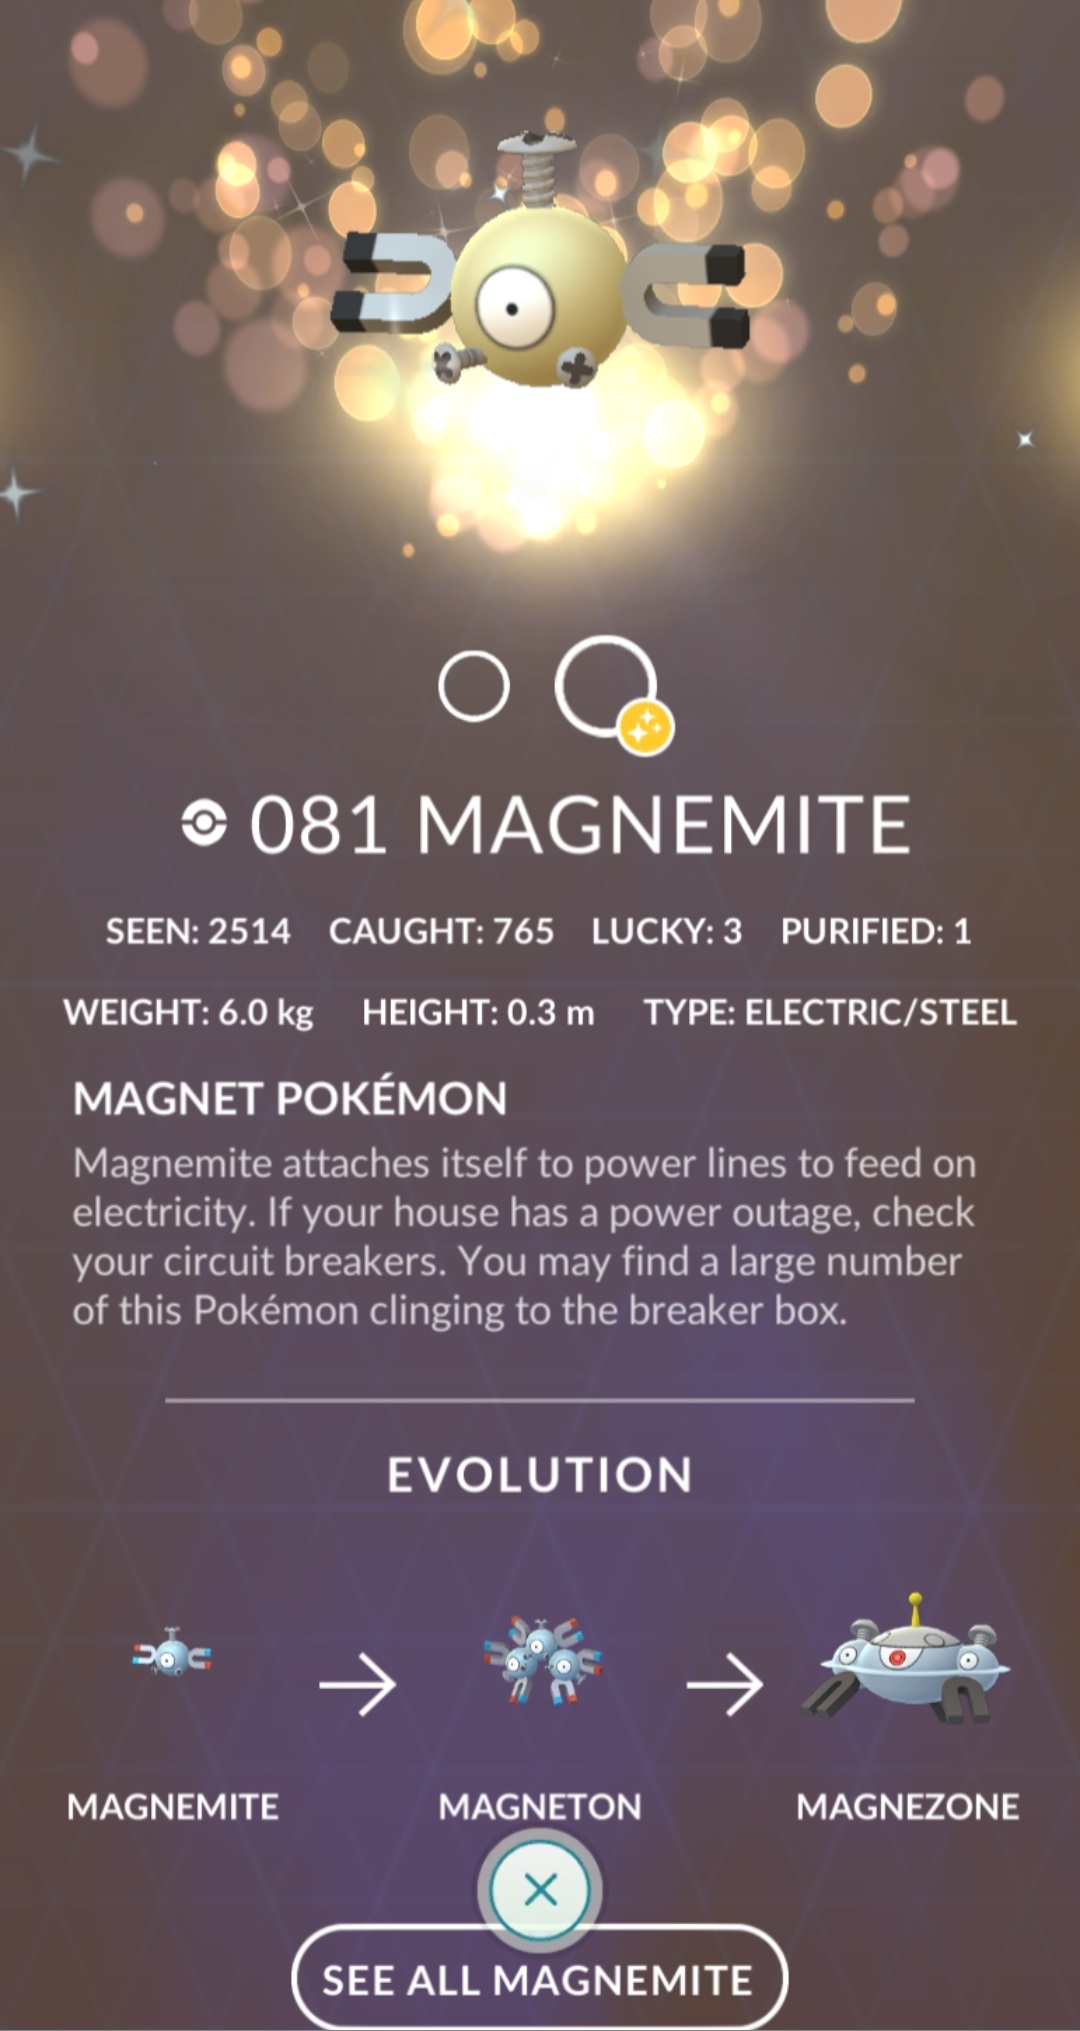 081 MAGNEMITE
SEEN: 2514 CAUGHT: 765 LUCKY: 3 PURIFIED: 1
WEIGHT: 6.0 kg HEIGHT: 0.3 m TYPE: ELECTRIC/STEEL
MAGNET POKÉMON
Magnemite attaches itself to power lines to feed on
electricity. If your house has a power outage, check
your circuit breakers. You may find a large number
of this Pokémon clinging to the breaker box.
EVOLUTION
MAGNEMITE MAGNETON MAGNEZONE
SEE ALL MAGNEMITE